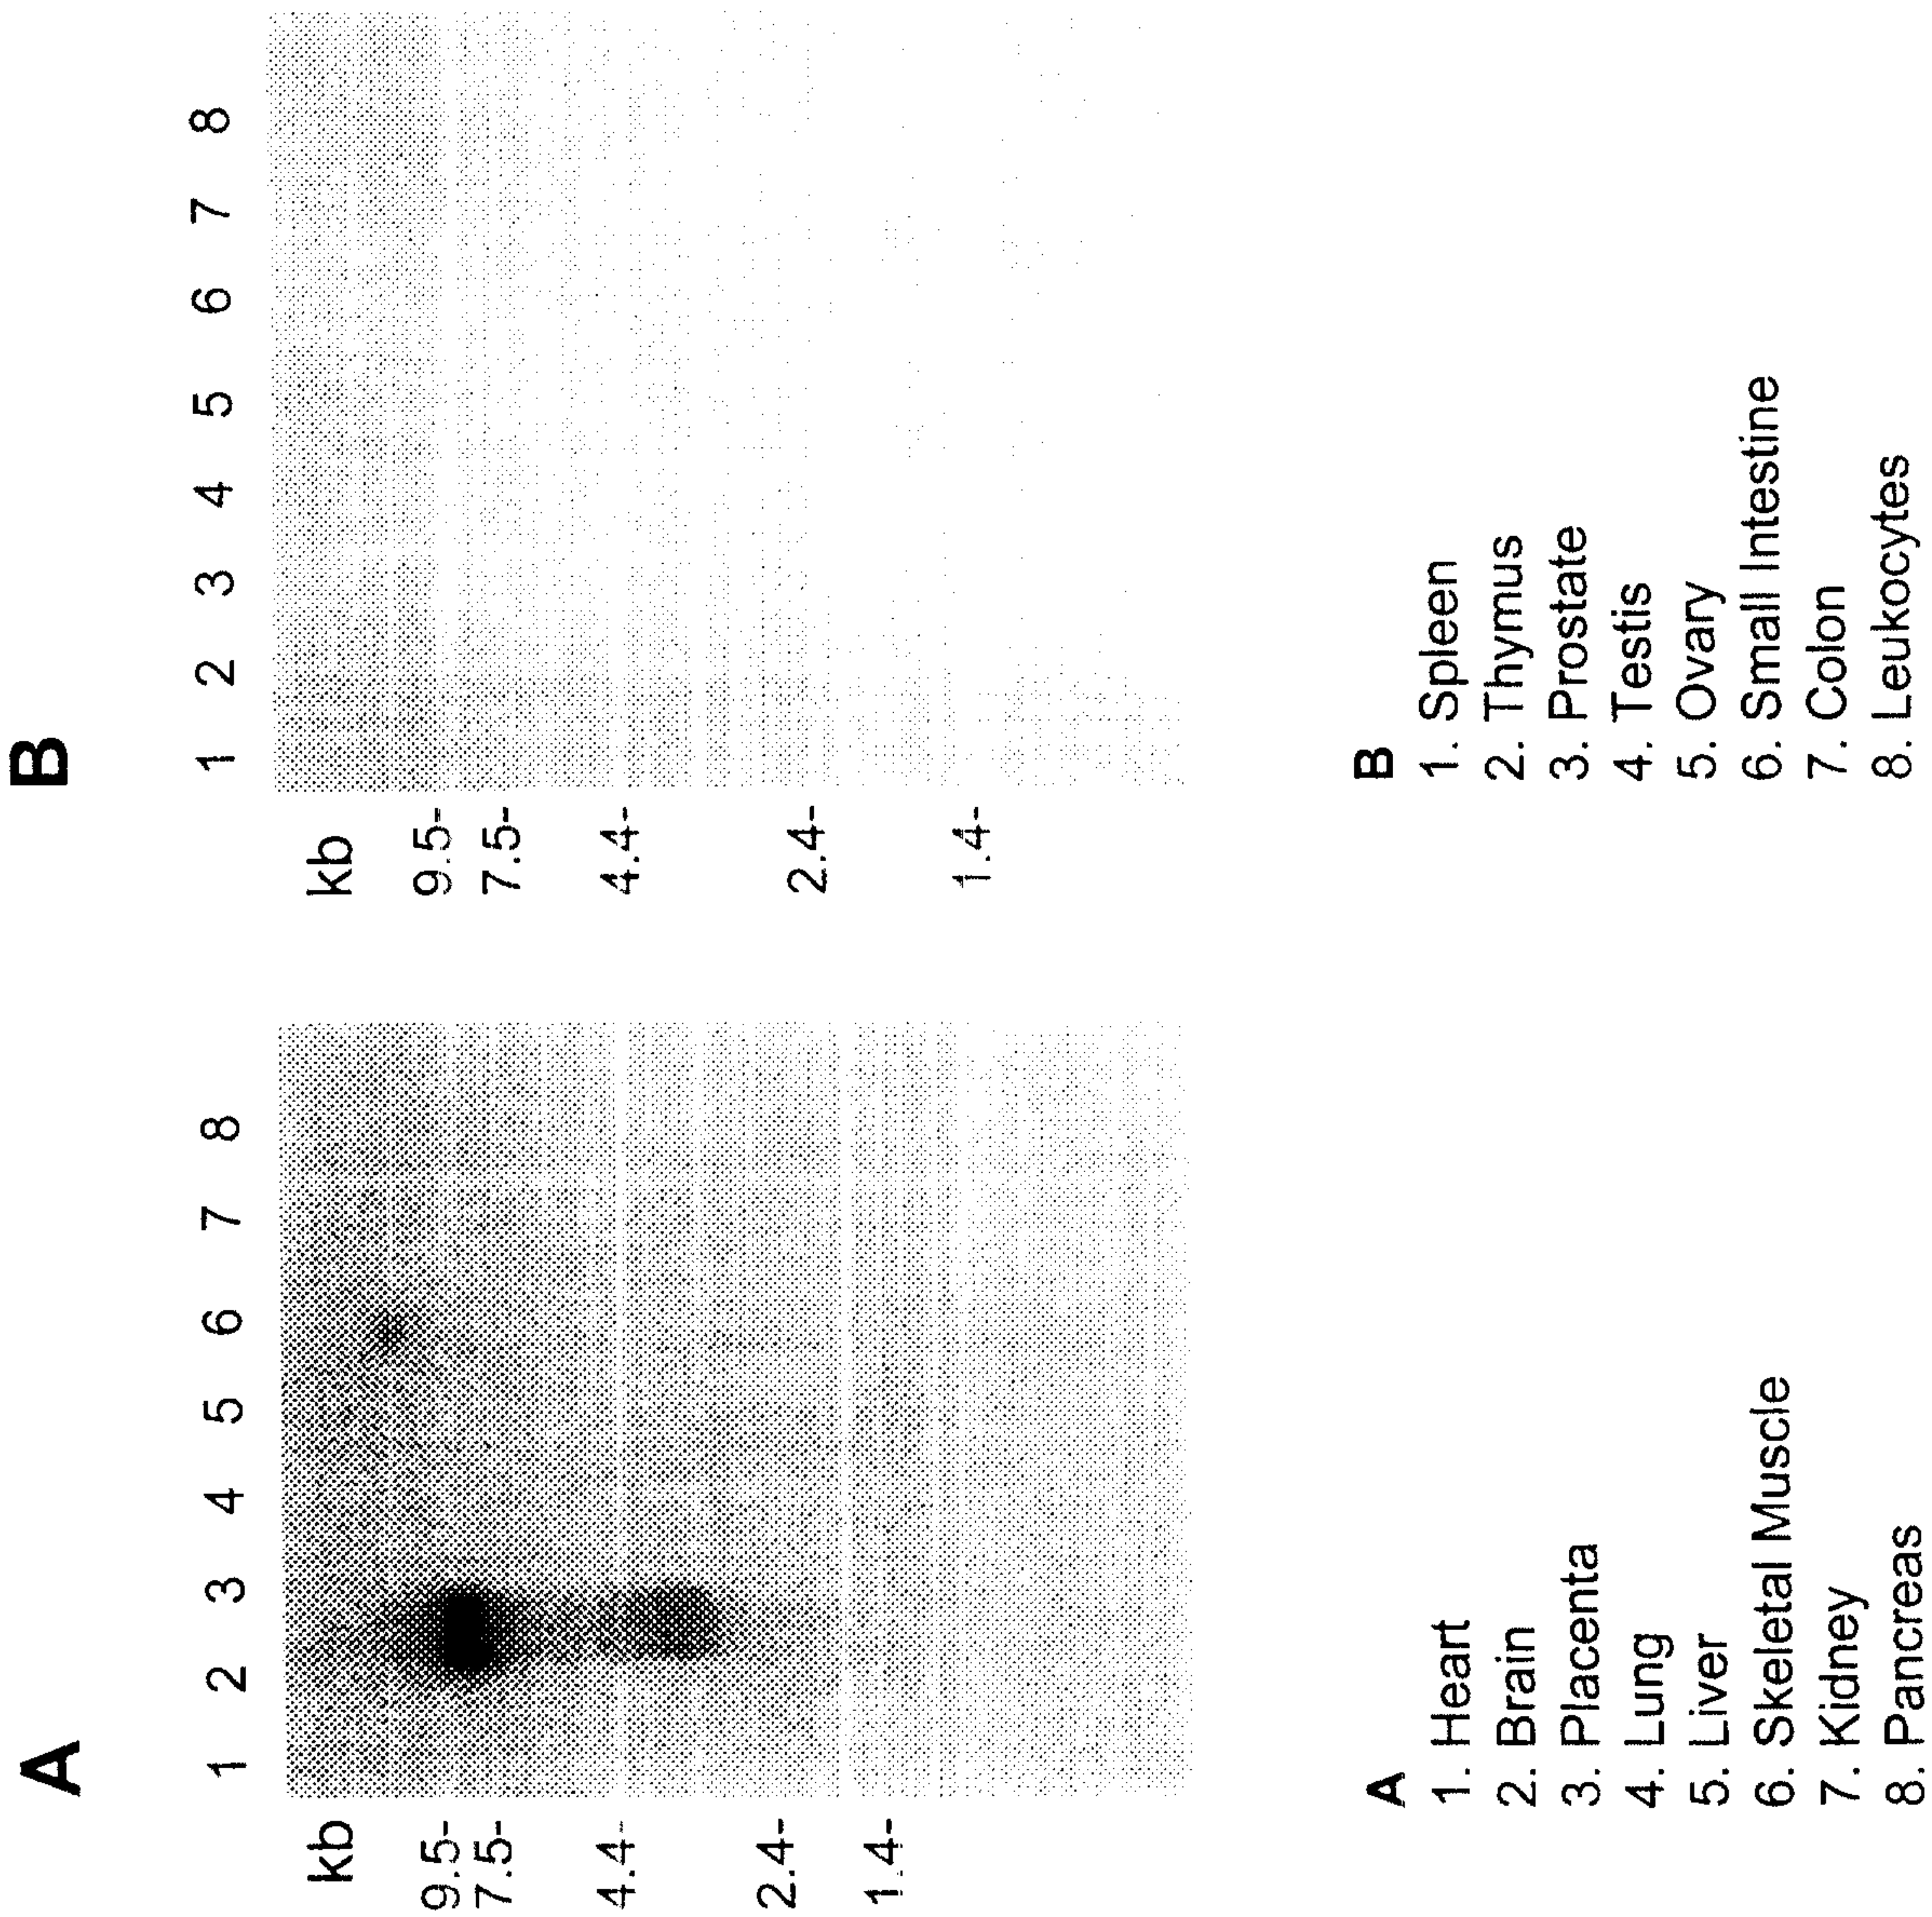 A
1 2 3 4 5 6 7 8
kb
9.5-
7.5-
4.4-
2.4-
1.4-
A
1. Heart
2. Brain
3. Placenta
4. Lung
5. Liver
6. Skeletal Muscle
7. Kidney
8. Pancreas
B
1 2 3 4 5 6 7 8
kb
9.5-
7.5-
4.4-
2.4-
1.4-
B
1. Spleen
2. Thymus
3. Prostate
4. Testis
5. Ovary
6. Small Intestine
7. Colon
8. Leukocytes